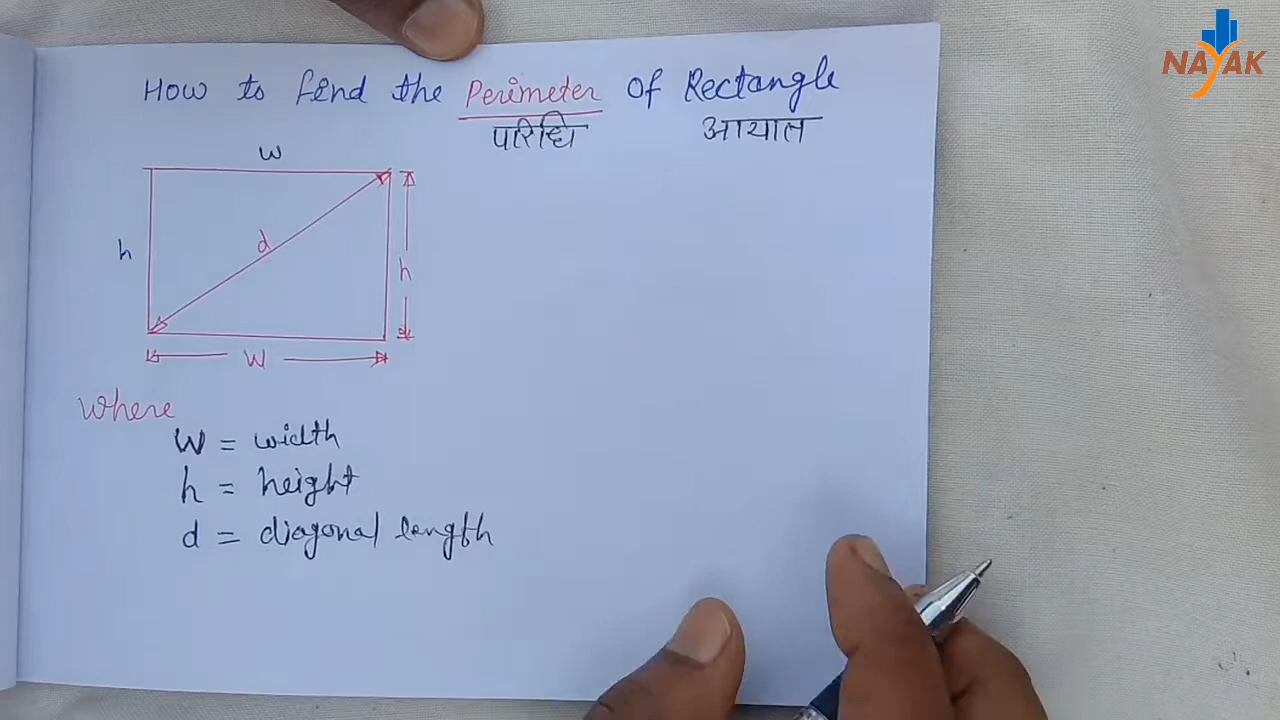 How to find the Perimeter of Rectangle
परिधि आयात
w
h
d
h
W
where
W = width
h = height
d = diagonal length
NAYAK